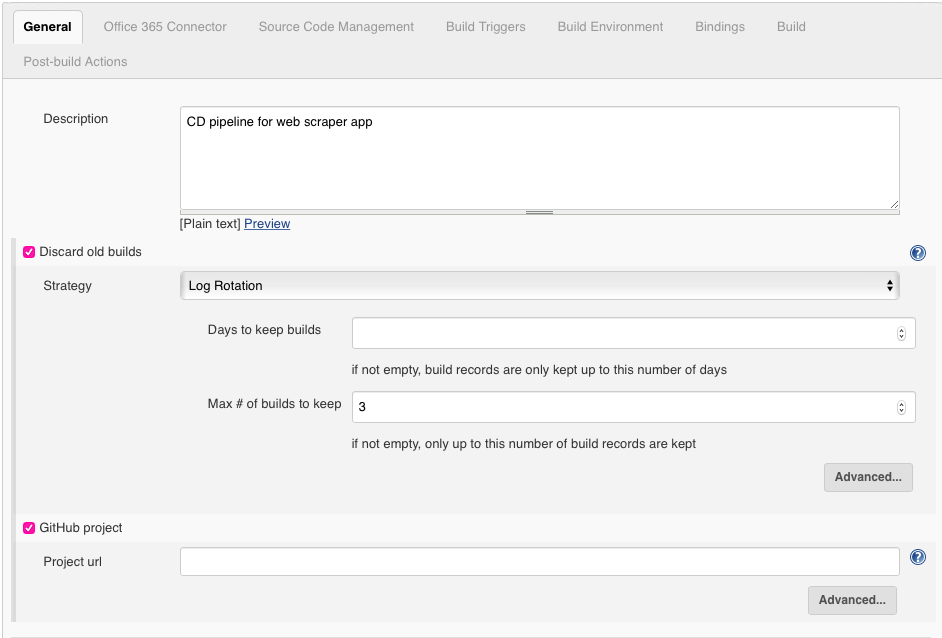 General Office 365 Connector Source Code Management Build Triggers Build Environment Bindings Build
Post-build Actions
Description
CD pipeline for web scraper app
[Plain text] Preview
Discard old builds
?
Strategy
Log Rotation
Days to keep builds
if not empty, build records are only kept up to this number of days
Max # of builds to keep
3
if not empty, only up to this number of build records are kept
Advanced...
GitHub project
Project url
?
Advanced...